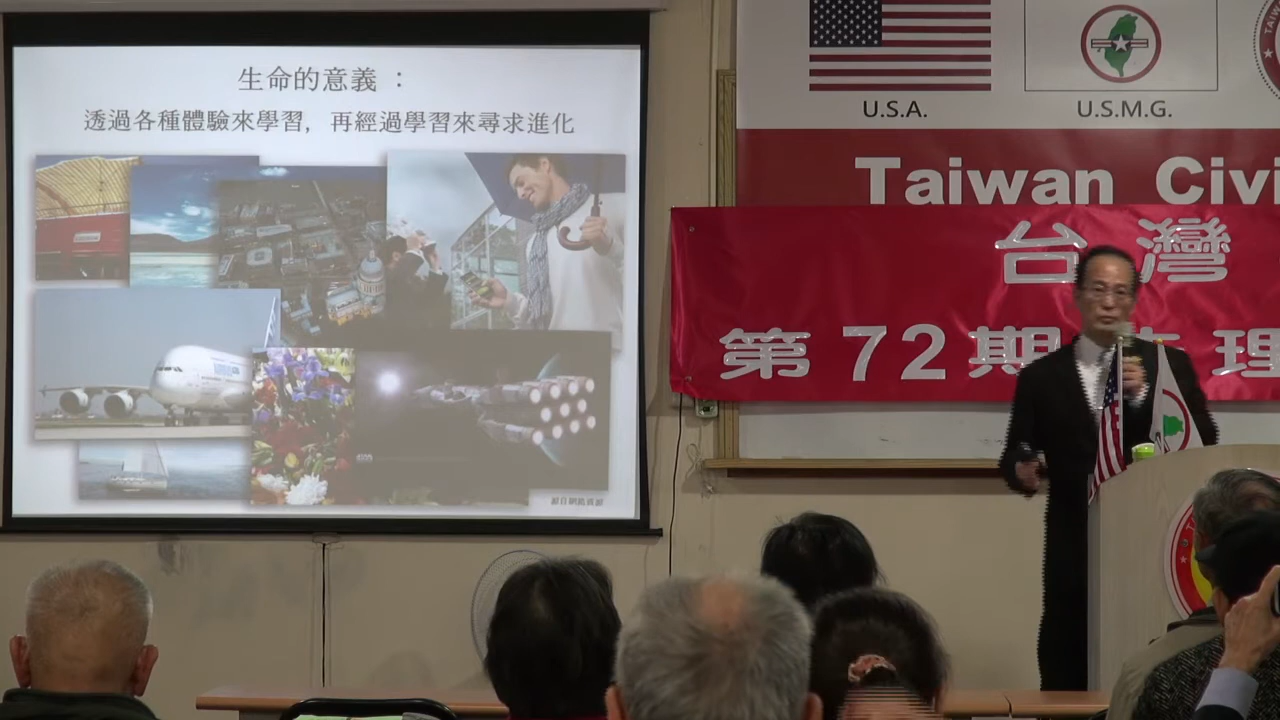 生命的意義：
透過各種體驗來學習，再經過學習來尋求進化
U.S.A.
U.S.M.G.
Taiwan Civi
台灣
第72期
理